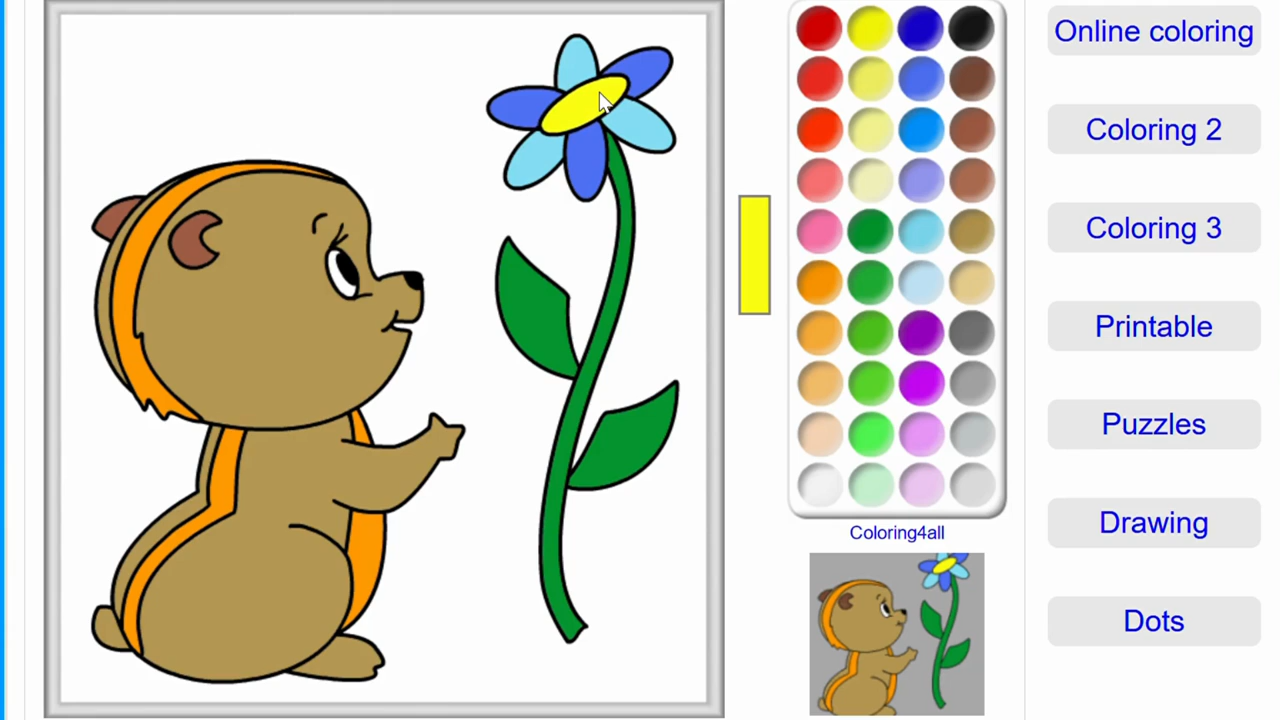 Online coloring
Coloring 2
Coloring 3
Printable
Puzzles
Drawing
Dots
Coloring4all